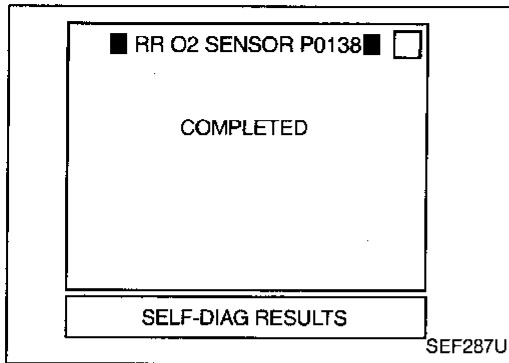 ■ RR O2 SENSOR P0138■ □
COMPLETED
SELF-DIAG RESULTS
SEF287U